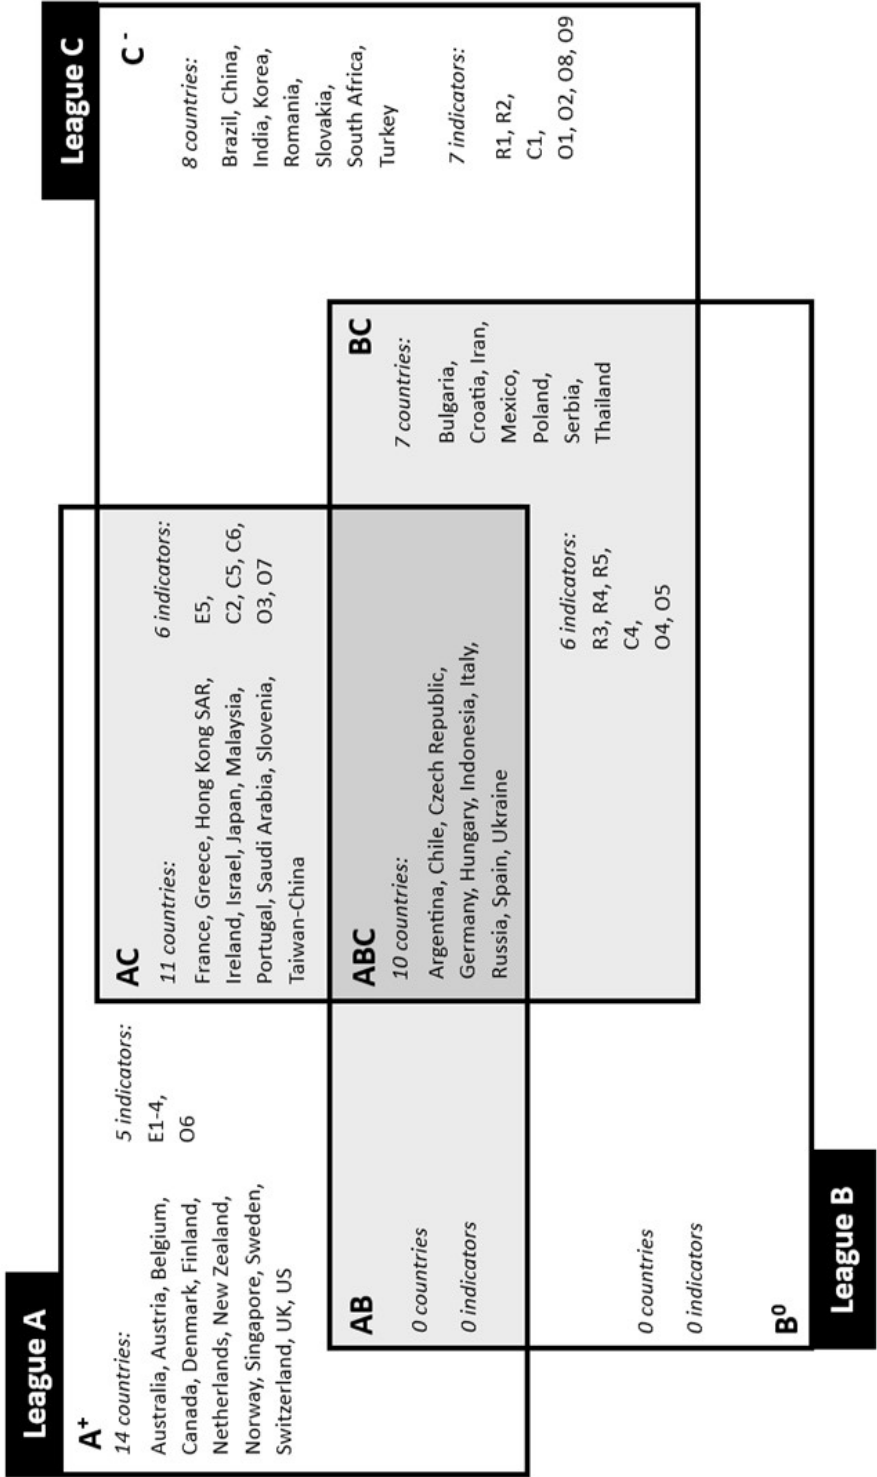 League A
A⁺
14 countries:
Australia, Austria, Belgium,
Canada, Denmark, Finland,
Netherlands, New Zealand,
Norway, Singapore, Sweden,
Switzerland, UK, US
5 indicators:
E1-4,
O6
AC
11 countries:
France, Greece, Hong Kong SAR,
Ireland, Israel, Japan, Malaysia,
Portugal, Saudi Arabia, Slovenia,
Taiwan-China
6 indicators:
E5,
C2, C5, C6,
O3, O7
League C
C⁻
8 countries:
Brazil, China,
India, Korea,
Romania,
Slovakia,
South Africa,
Turkey
7 indicators:
R1, R2,
C1,
O1, O2, O8, O9
AB
0 countries
0 indicators
ABC
10 countries:
Argentina, Chile, Czech Republic,
Germany, Hungary, Indonesia, Italy,
Russia, Spain, Ukraine
BC
7 countries:
Bulgaria,
Croatia, Iran,
Mexico,
Poland,
Serbia,
Thailand
6 indicators:
R3, R4, R5,
C4,
O4, O5
0 countries
0 indicators
B⁰
League B